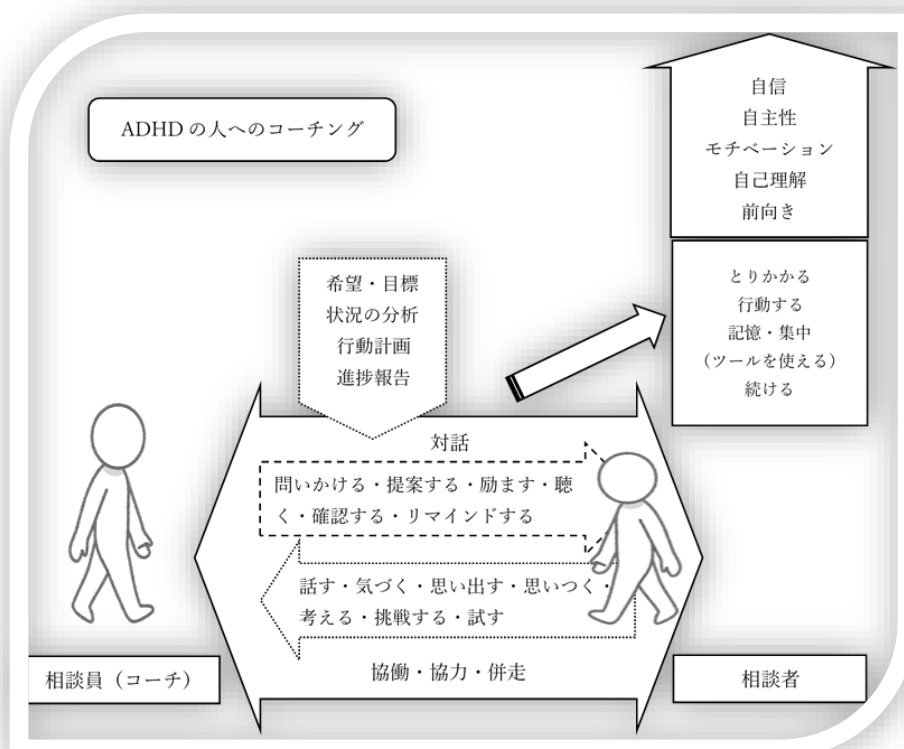 ADHDの人へのコーチング
自信
自主性
モチベーション
自己理解
前向き
とりかかる
行動する
記憶・集中
（ツールを使える）
続ける
希望・目標
状況の分析
行動計画
進捗報告
対話
問いかける・提案する・励ます・聴
く・確認する・リマインドする
話す・気づく・思い出す・思いつく・
考える・挑戦する・試す
協働・協力・併走
相談員（コーチ）
相談者